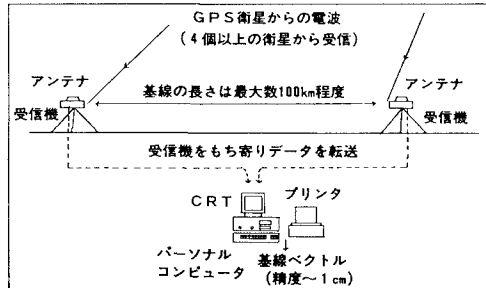 GPS衛星からの電波
(4個以上の衛星から受信)
アンテナ
アンテナ
基線の長さは最大数100km程度
受信機
受信機
受信機をもち寄りデータを転送
CRT
プリンタ
パーソナル
コンピュータ
基線ベクトル
(精度~1cm)